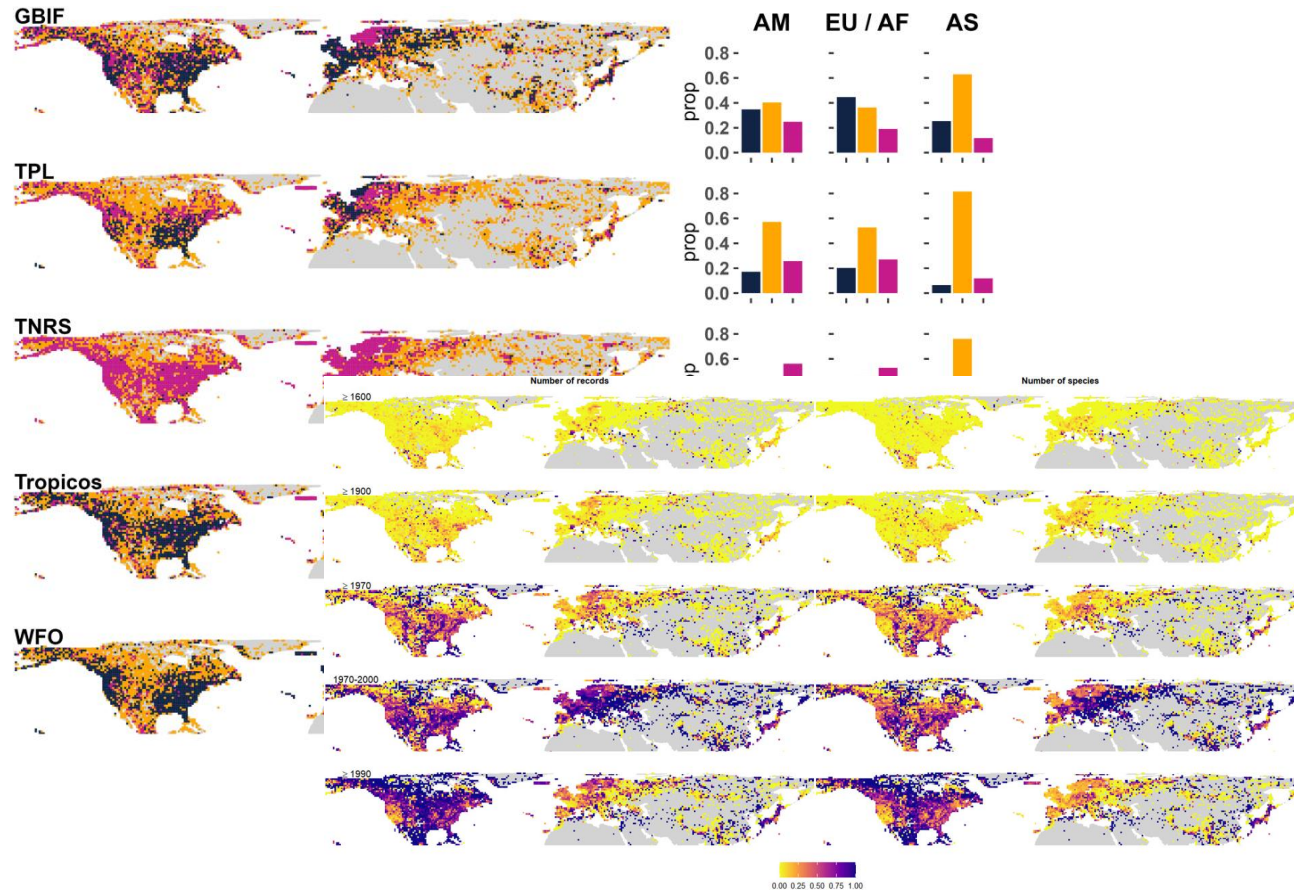 GBIF
AM EU / AF AS
0.8
0.6
0.4
0.2
0.0
prop
TPL
0.8
0.6
0.4
0.2
0.0
prop
TNRS
0.8
0.6
Number of records Number of species
≥ 1600
Tropicos
≥ 1900
≥ 1970
WFO
1970-2000
≥ 1990
0.00 0.25 0.50 0.75 1.00